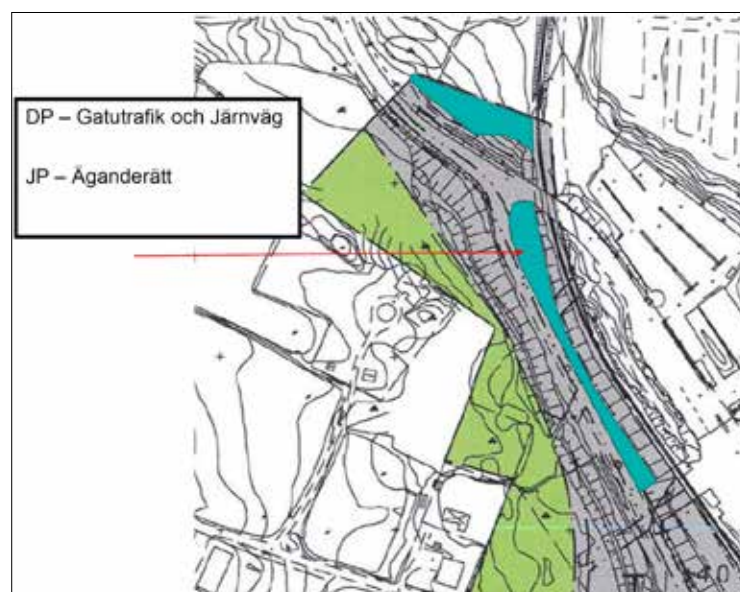 DP – Gatutrafik och Järnväg
JP – Äganderätt